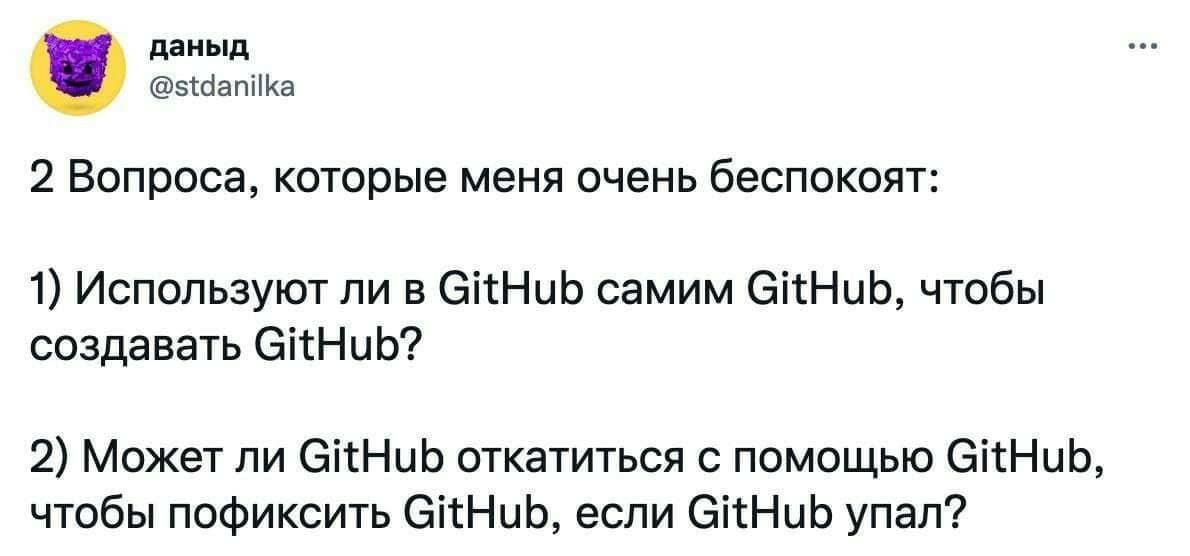 даныд
@stdanilka
2 Вопроса, которые меня очень беспокоят:
1) Используют ли в GitHub самим GitHub, чтобы
создавать GitHub?
2) Может ли GitHub откатиться с помощью GitHub,
чтобы пофиксить GitHub, если GitHub упал?